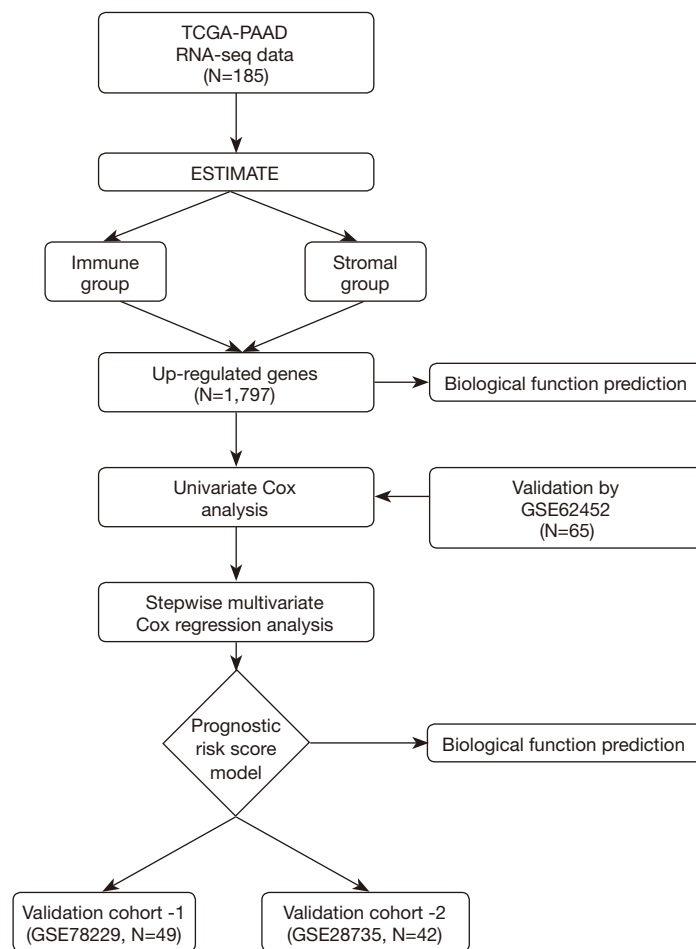 TCGA-PAAD
RNA-seq data
(N=185)
ESTIMATE
Immune
group
Stromal
group
Up-regulated genes
(N=1,797)
Biological function prediction
Univariate Cox
analysis
Validation by
GSE62452
(N=65)
Stepwise multivariate
Cox regression analysis
Prognostic
risk score
model
Biological function prediction
Validation cohort -1
(GSE78229, N=49)
Validation cohort -2
(GSE28735, N=42)